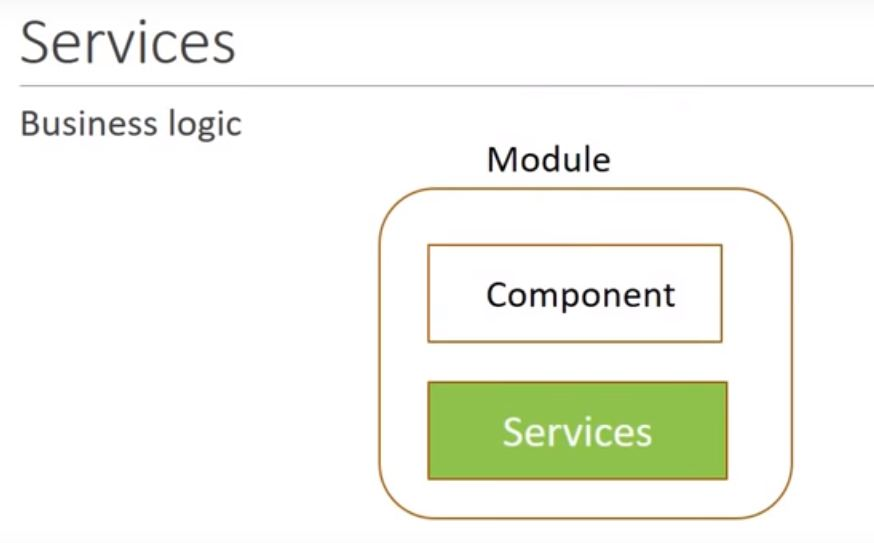 Services
Business logic
Module
Component
Services